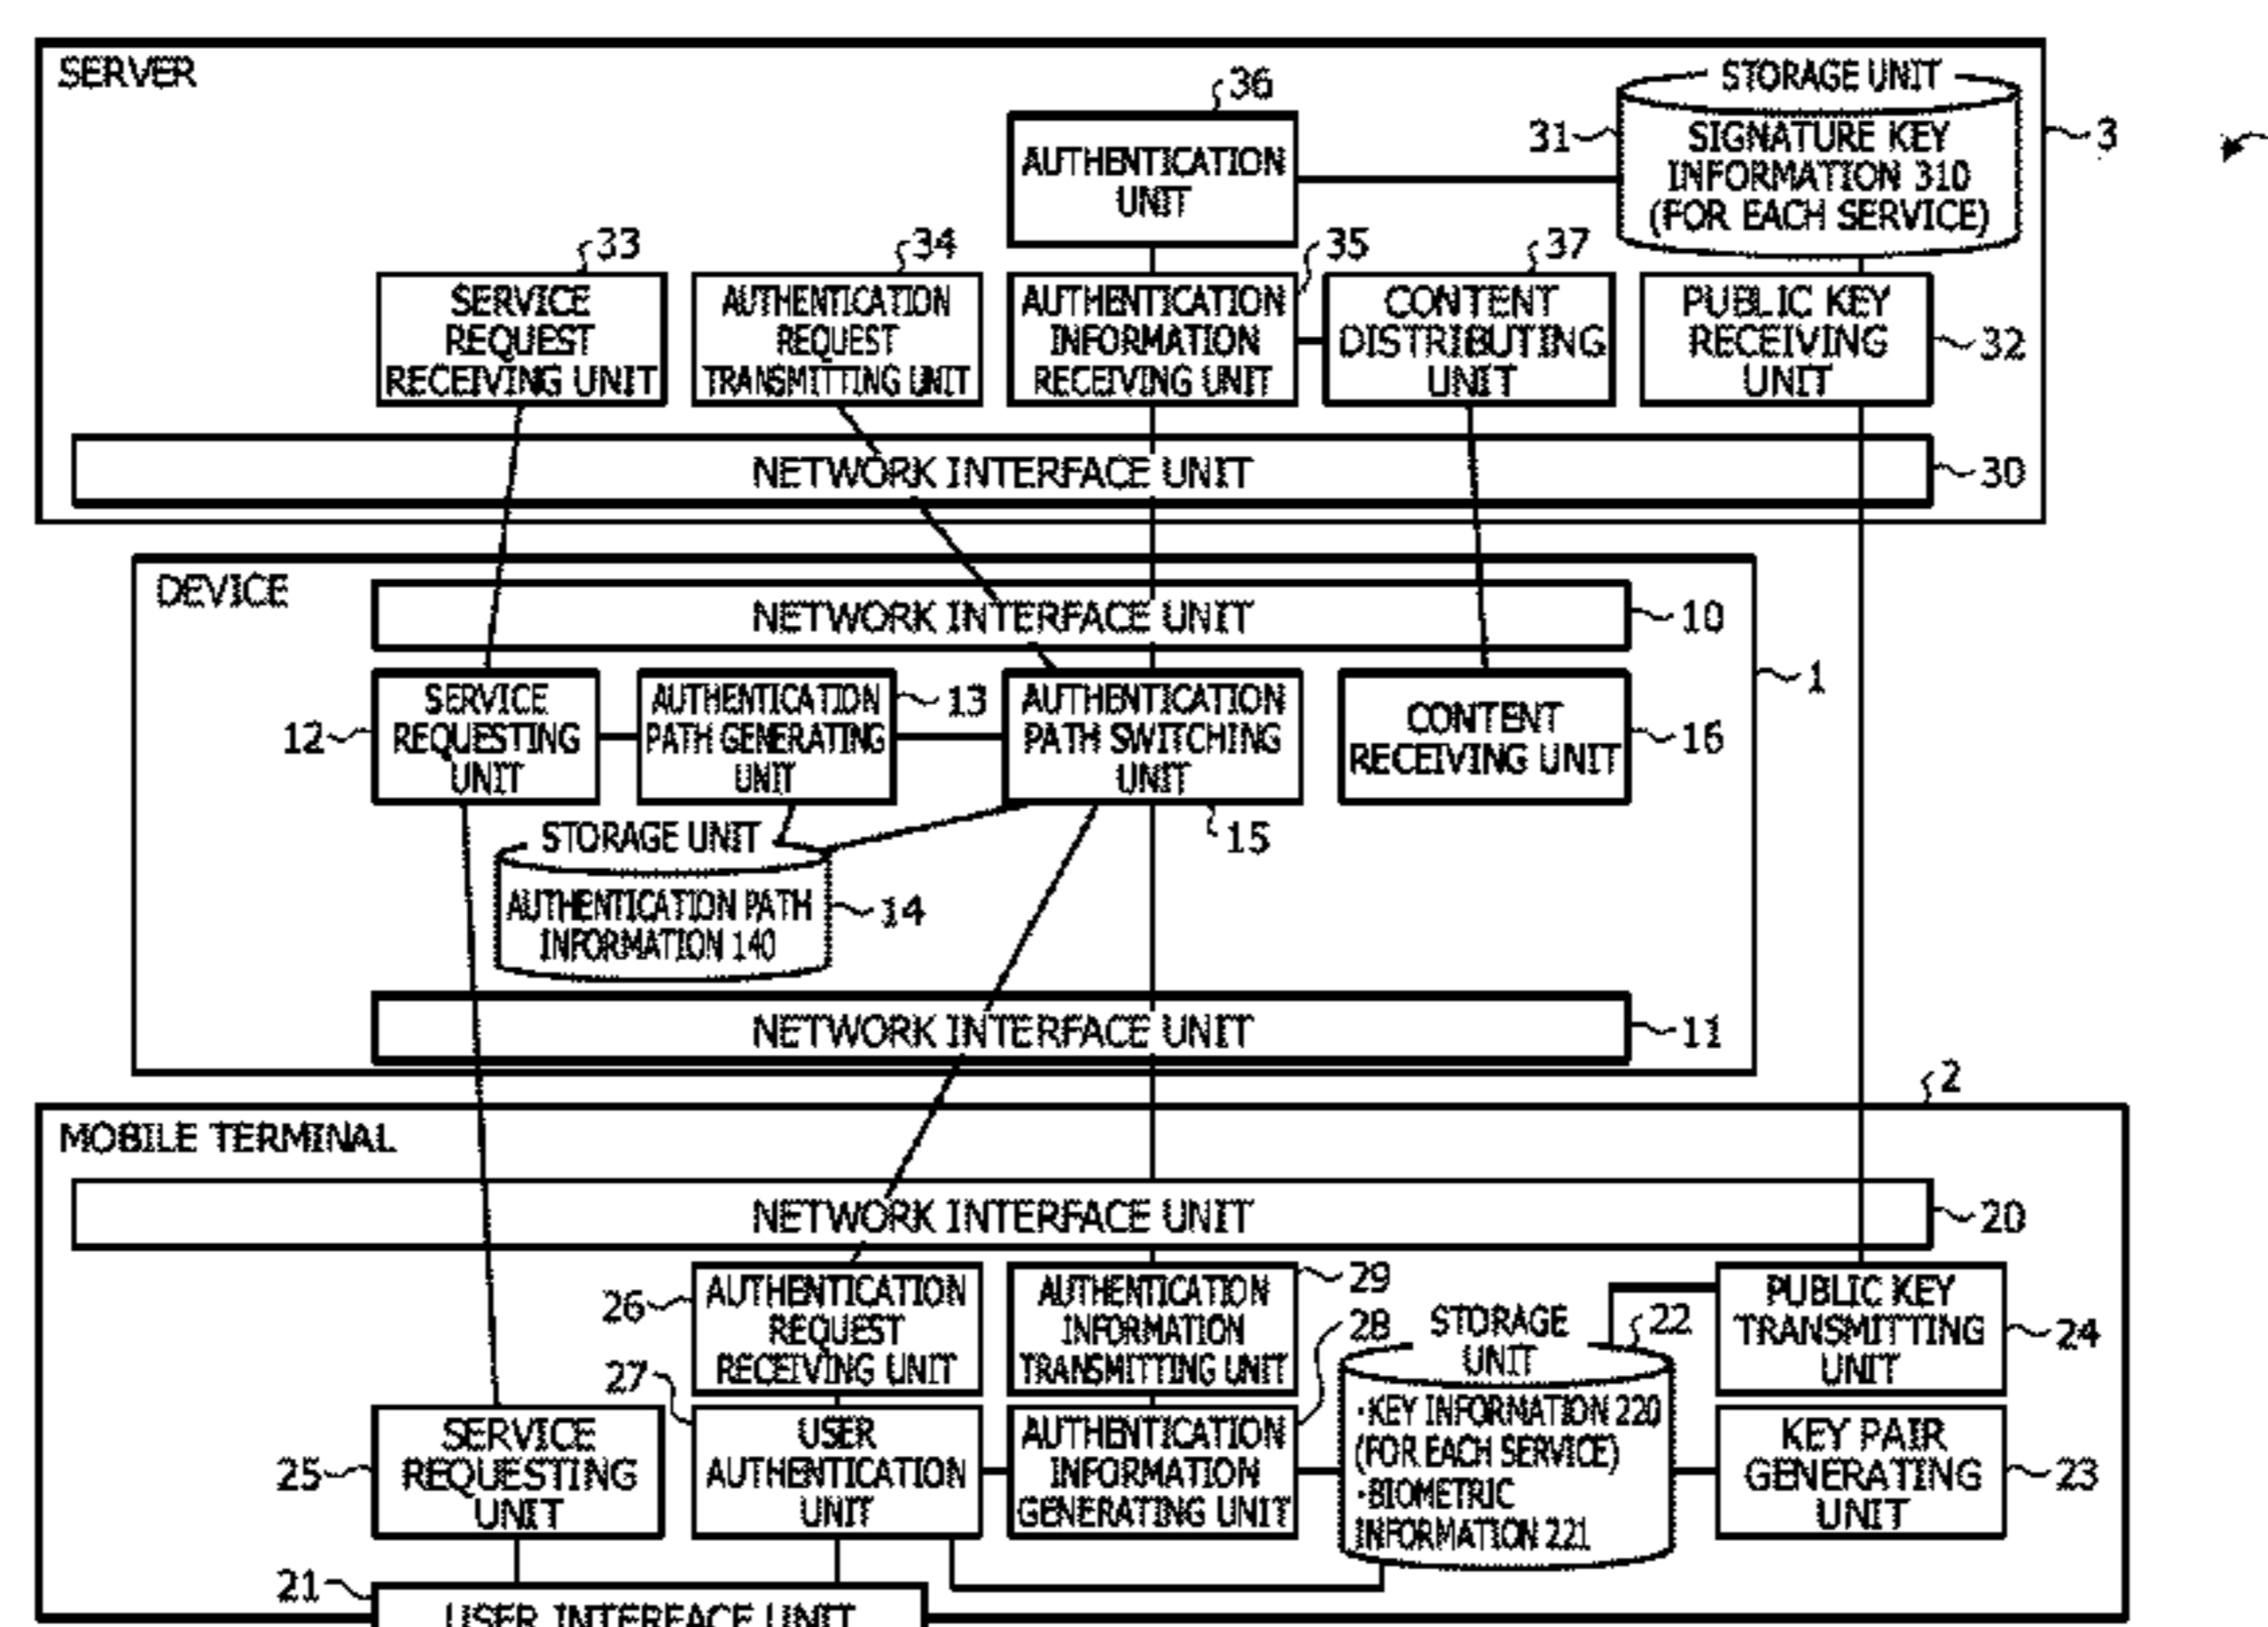 SERVER
36
STORAGE UNIT
31
SIGNATURE KEY
INFORMATION 310
(FOR EACH SERVICE)
3
AUTHENTICATION
UNIT
33
34
35
37
SERVICE
REQUEST
RECEIVING UNIT
AUTHENTICATION
REQUEST
TRANSMITTING UNIT
AUTHENTICATION
INFORMATION
RECEIVING UNIT
CONTENT
DISTRIBUTING
UNIT
PUBLIC KEY
RECEIVING
UNIT
32
NETWORK INTERFACE UNIT
30
DEVICE
NETWORK INTERFACE UNIT
10
1
12
SERVICE
REQUESTING
UNIT
AUTHENTICATION
PATH GENERATING
UNIT
13
AUTHENTICATION
PATH SWITCHING
UNIT
15
CONTENT
RECEIVING UNIT
16
STORAGE UNIT
AUTHENTICATION PATH
INFORMATION 140
14
NETWORK INTERFACE UNIT
11
2
MOBILE TERMINAL
NETWORK INTERFACE UNIT
20
26
AUTHENTICATION
REQUEST
RECEIVING UNIT
AUTHENTICATION
INFORMATION
TRANSMITTING UNIT
29
28
STORAGE
UNIT
22
PUBLIC KEY
TRANSMITTING
UNIT
24
27
25
SERVICE
REQUESTING
UNIT
USER
AUTHENTICATION
UNIT
AUTHENTICATION
INFORMATION
GENERATING UNIT
·KEY INFORMATION 220
(FOR EACH SERVICE)
·BIOMETRIC
INFORMATION 221
KEY PAIR
GENERATING
UNIT
23
21
USER INTERFACE UNIT